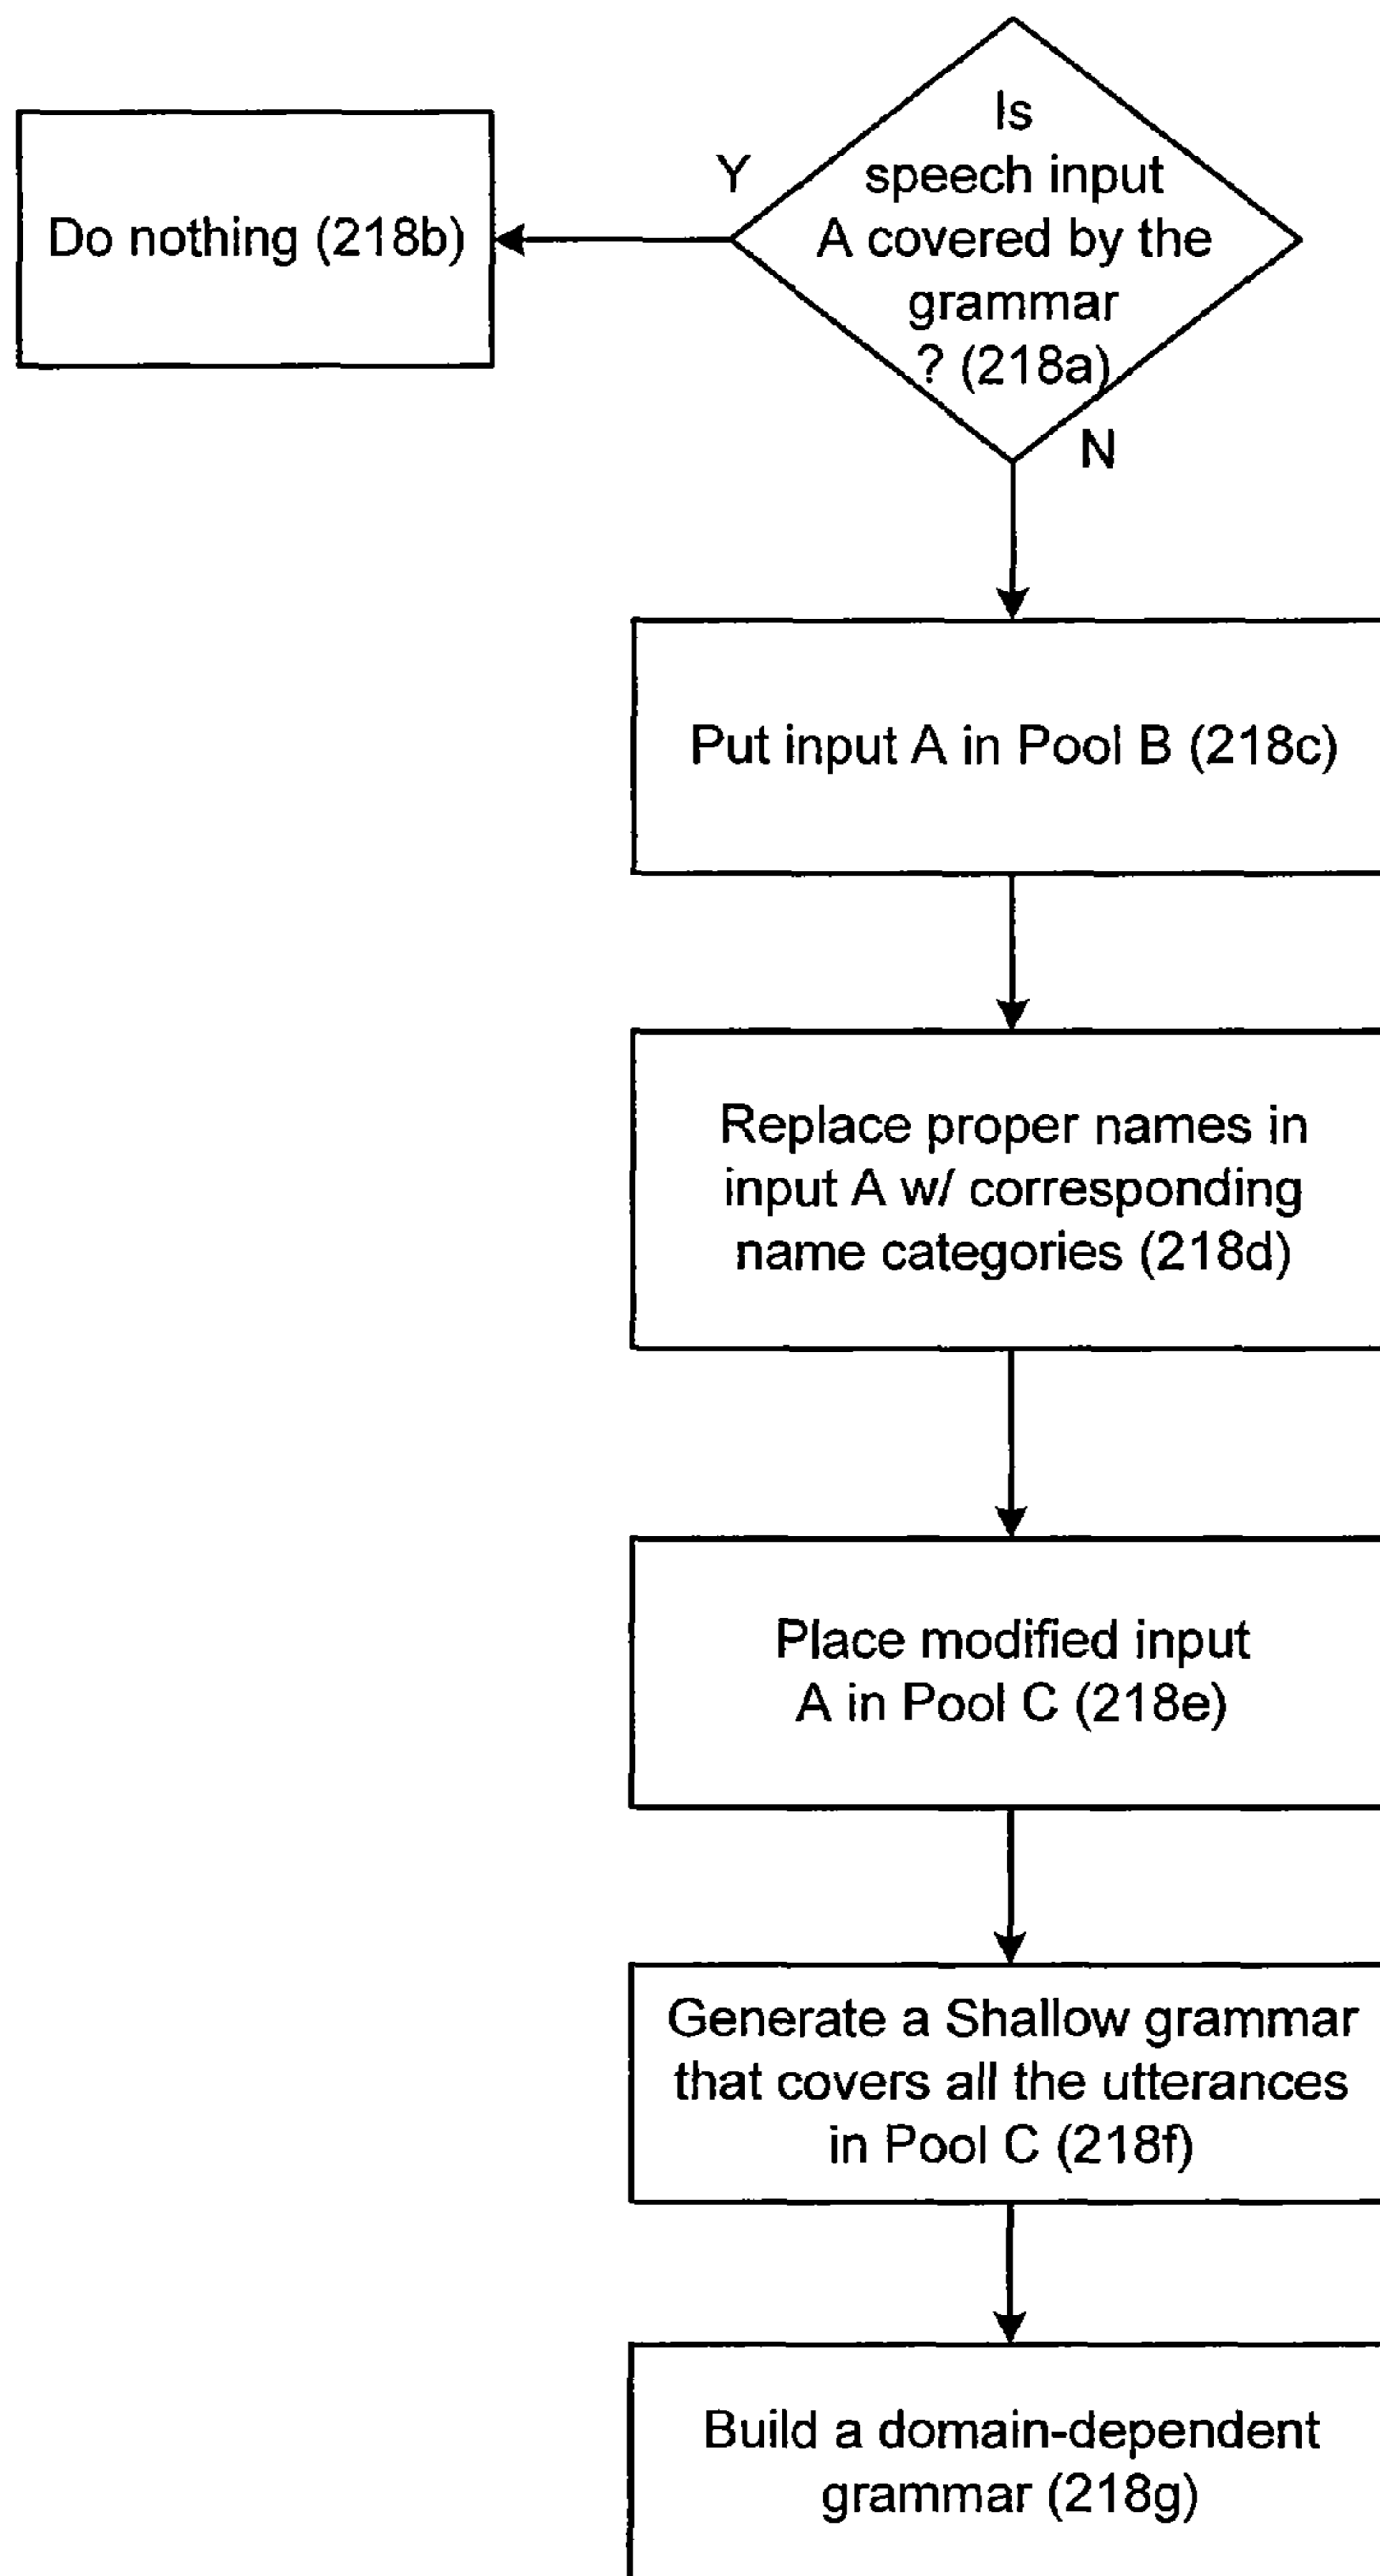 Is
speech input
A covered by the
grammar
? (218a)
Y
Do nothing (218b)
N
Put input A in Pool B (218c)
Replace proper names in
input A w/ corresponding
name categories (218d)
Place modified input
A in Pool C (218e)
Generate a Shallow grammar
that covers all the utterances
in Pool C (218f)
Build a domain-dependent
grammar (218g)